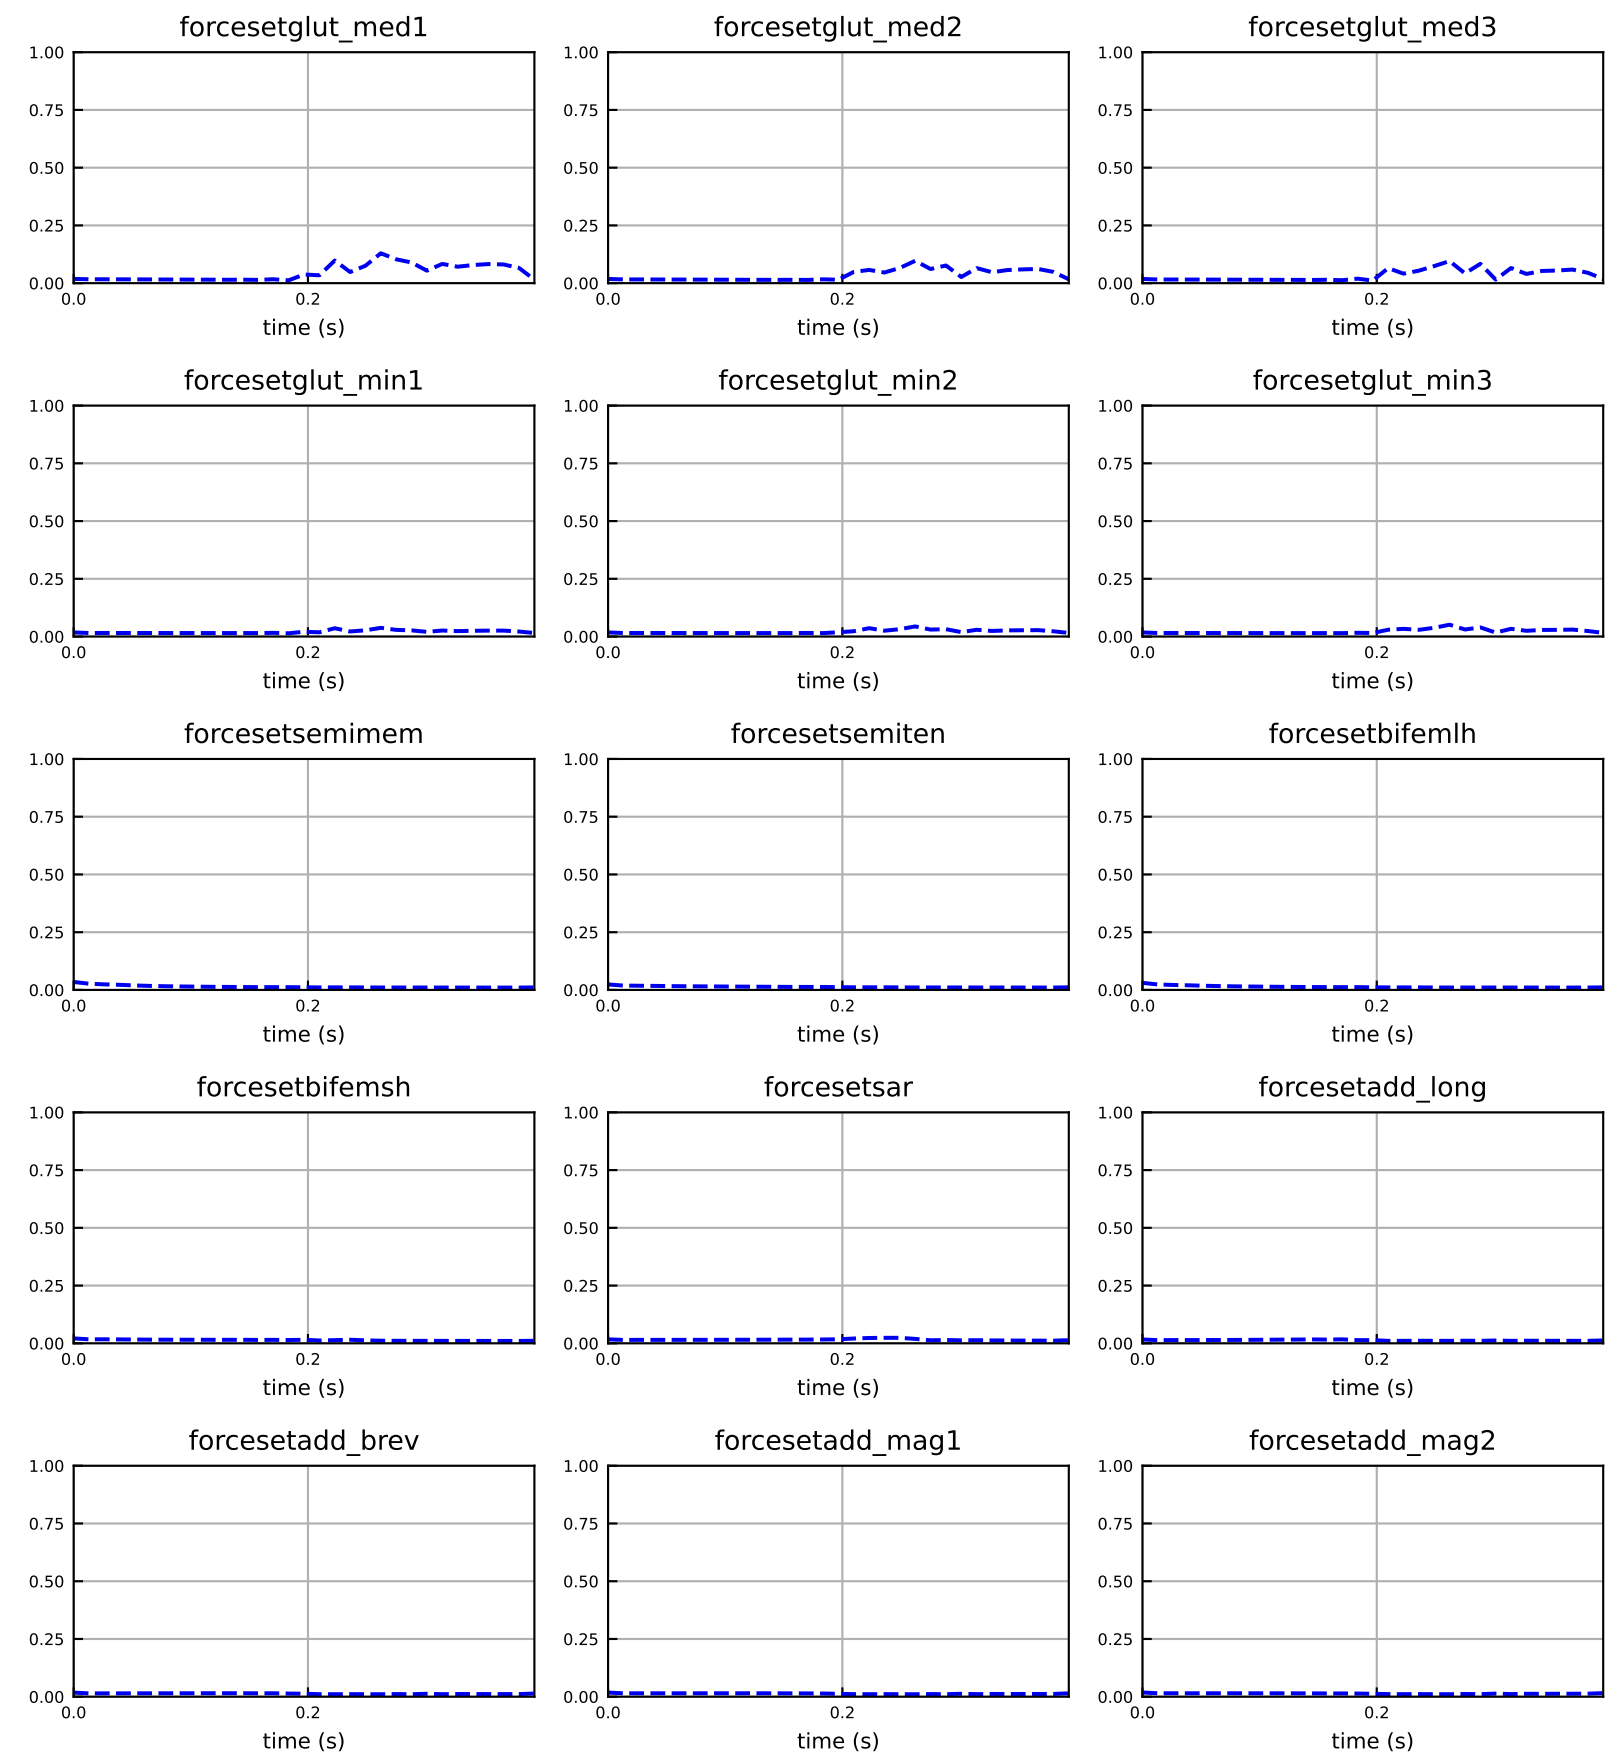 forcesetglut_med1 forcesetglut_med2 forcesetglut_med3
1.00 1.00 1.00
0.75 0.75 0.75
0.50 0.50 0.50
0.25 0.25 0.25
0.00 0.00 0.00
0.0 0.2 0.0 0.2 0.0 0.2
time (s) time (s) time (s)
forcesetglut_min1 forcesetglut_min2 forcesetglut_min3
1.00 1.00 1.00
0.75 0.75 0.75
0.50 0.50 0.50
0.25 0.25 0.25
0.00 0.00 0.00
0.0 0.2 0.0 0.2 0.0 0.2
time (s) time (s) time (s)
forcesetsemimem forcesetsemiten forcesetbifemlh
1.00 1.00 1.00
0.75 0.75 0.75
0.50 0.50 0.50
0.25 0.25 0.25
0.00 0.00 0.00
0.0 0.2 0.0 0.2 0.0 0.2
time (s) time (s) time (s)
forcesetbifemsh forcesetsar forcesetadd_long
1.00 1.00 1.00
0.75 0.75 0.75
0.50 0.50 0.50
0.25 0.25 0.25
0.00 0.00 0.00
0.0 0.2 0.0 0.2 0.0 0.2
time (s) time (s) time (s)
forcesetadd_brev forcesetadd_mag1 forcesetadd_mag2
1.00 1.00 1.00
0.75 0.75 0.75
0.50 0.50 0.50
0.25 0.25 0.25
0.00 0.00 0.00
0.0 0.2 0.0 0.2 0.0 0.2
time (s) time (s) time (s)